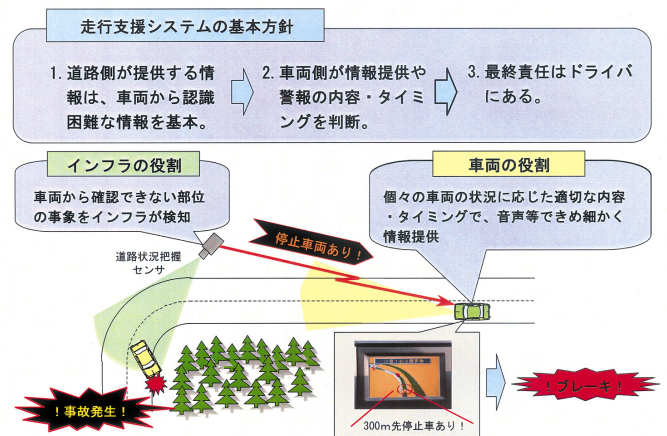 走行支援システムの基本方針
1. 道路側が提供する情
報は、車両から認識
困難な情報を基本。
2. 車両側が情報提供や
警報の内容・タイミ
ングを判断。
3. 最終責任はドライバ
にある。
インフラの役割
車両から確認できない部位
の事象をインフラが検知
車両の役割
個々の車両の状況に応じた適切な内容
・タイミングで、音声等できめ細かく
情報提供
道路状況把握
センサ
停止車両あり！
！事故発生！
300m先停止車あり！
！ブレーキ！